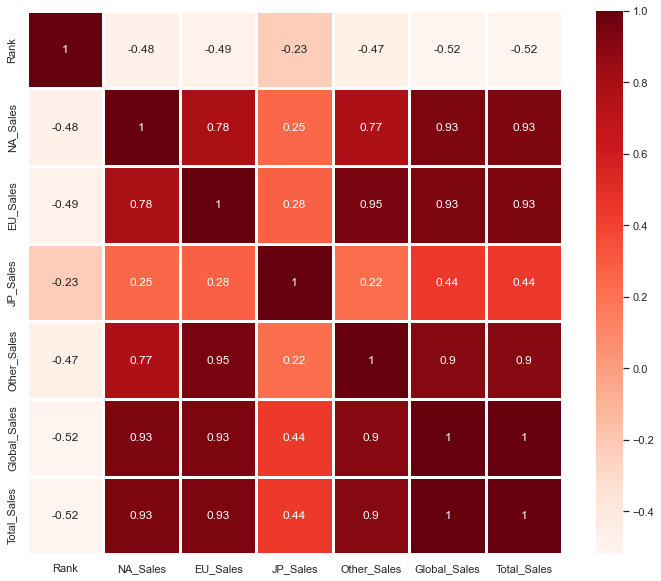 Rank 1 -0.48 -0.49 -0.23 -0.47 -0.52 -0.52
NA_Sales -0.48 1 0.78 0.25 0.77 0.93 0.93
EU_Sales -0.49 0.78 1 0.28 0.95 0.93 0.93
JP_Sales -0.23 0.25 0.28 1 0.22 0.44 0.44
Other_Sales -0.47 0.77 0.95 0.22 1 0.9 0.9
Global_Sales -0.52 0.93 0.93 0.44 0.9 1 1
Total_Sales -0.52 0.93 0.93 0.44 0.9 1 1
Rank NA_Sales EU_Sales JP_Sales Other_Sales Global_Sales Total_Sales
1.0
0.8
0.6
0.4
0.2
0.0
−0.2
−0.4